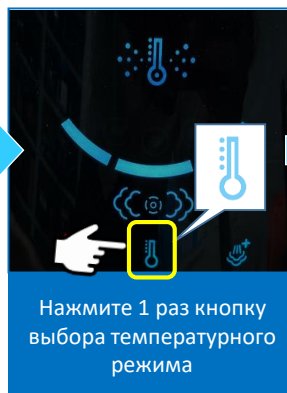 Нажмите 1 раз кнопку
выбора температурного
режима